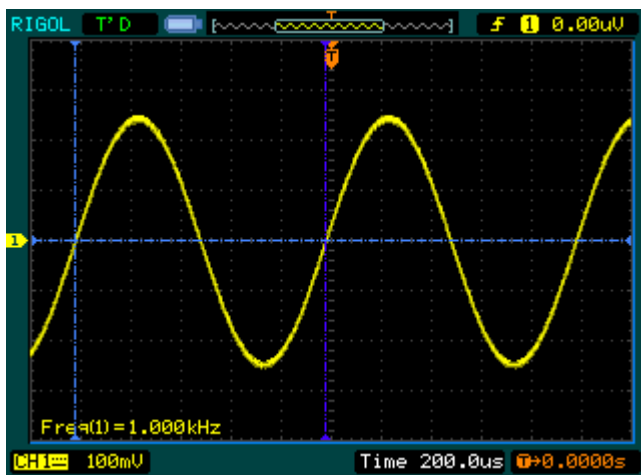 RIGOL T'D T 1 0.00uV
T
1
Freq(1)=1.000kHz
CH1 100mV Time 200.0us T→0.0000s